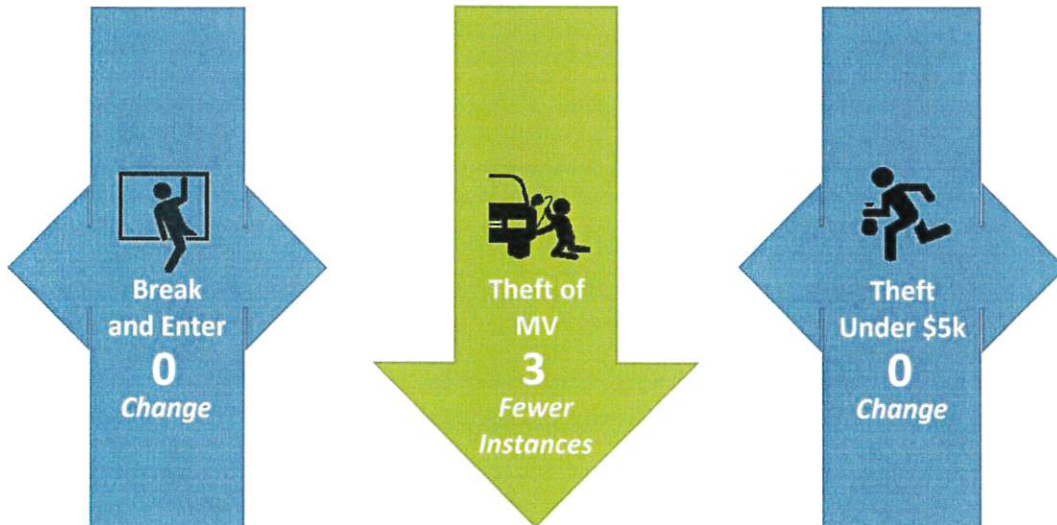 Break
and Enter
0
Change
Theft of
MV
3
Fewer
Instances
Theft
Under $5k
0
Change